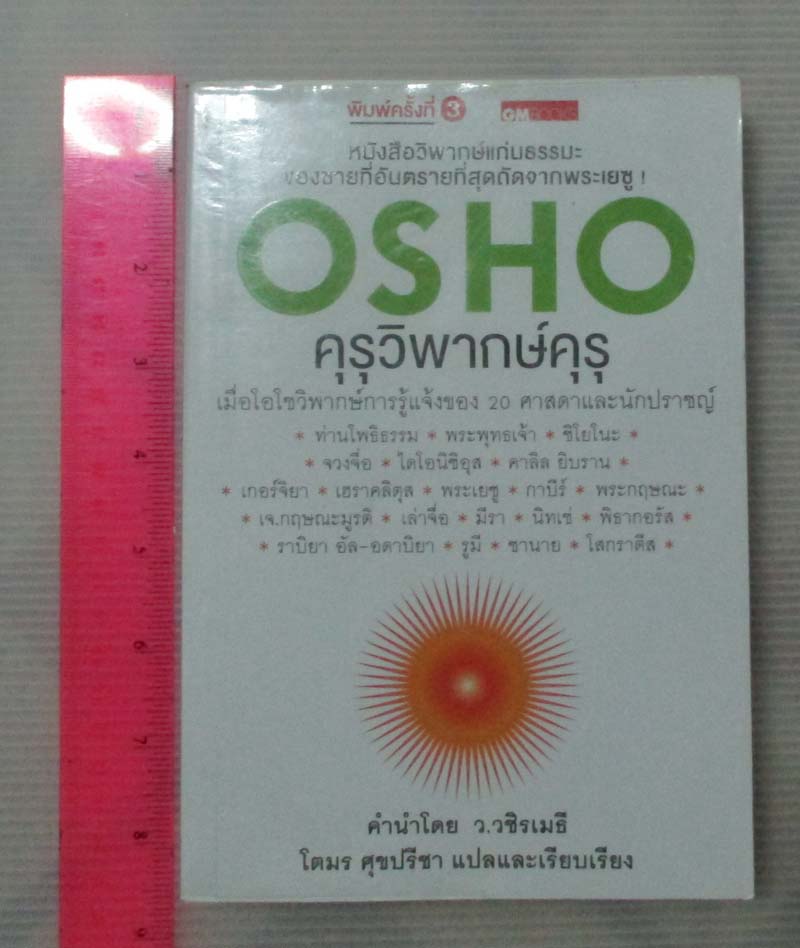 พิมพ์ครั้งที่ 3 GM BOOKS
หนังสือวิพากษ์แก่นธรรมะ
ของชายที่อันตรายที่สุดถัดจากพระเยซู !
OSHO
คุรุวิพากษ์คุรุ
เมื่อโอโชวิพากษ์การรู้แจ้งของ 20 ศาสดาและนักปราชญ์
* ท่านโพธิธรรม * พระพุทธเจ้า * ชิโยโนะ *
* จวงจื่อ * ไดโอนิซิอุส * คาลิล ยิบราน *
* เกอร์จิยา * เฮราคลิตุส * พระเยซู * กาบีร์ * พระกฤษณะ *
* เจ.กฤษณะมูรติ * เล่าจื่อ * มีรา * นิทเช่ * พิธากอรัส *
* ราบิยา อัล-อดาบิยา * รูมี * ซานาย * โสกราตีส *
คำนำโดย ว.วชิรเมธี
โตมร ศุขปรีชา แปลและเรียบเรียง
1
2
3
4
5
6
7
8
9